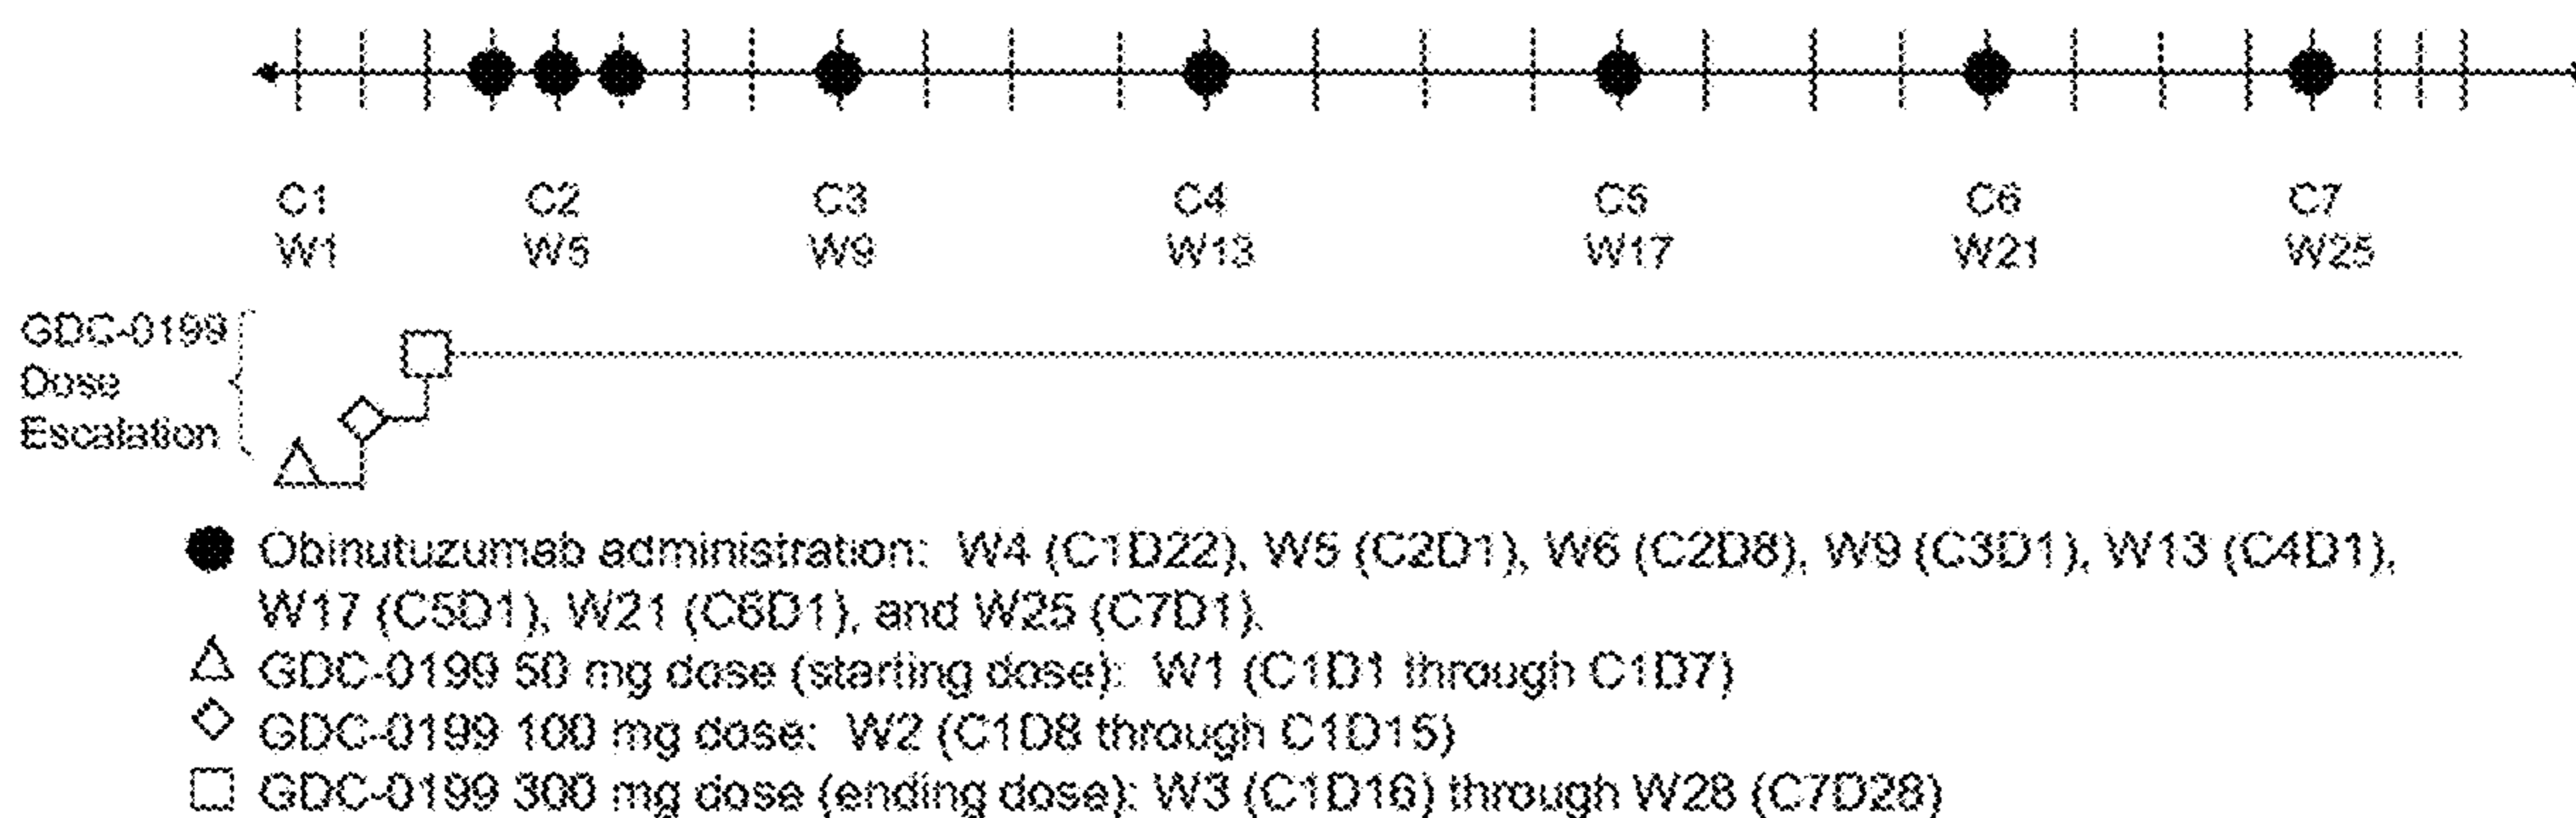 C1 C2 C3 C4 C5 C6 C7
W1 W5 W9 W13 W17 W21 W25
GDC-0199
Dose
Escalation
Obinutuzumab administration: W4 (C1D22), W5 (C2D1), W6 (C2D8), W9 (C3D1), W13 (C4D1),
W17 (C5D1), W21 (C6D1), and W25 (C7D1).
GDC-0199 50 mg dose (starting dose): W1 (C1D1 through C1D7)
GDC-0199 100 mg dose: W2 (C1D8 through C1D15)
GDC-0199 300 mg dose (ending dose): W3 (C1D16) through W28 (C7D28)